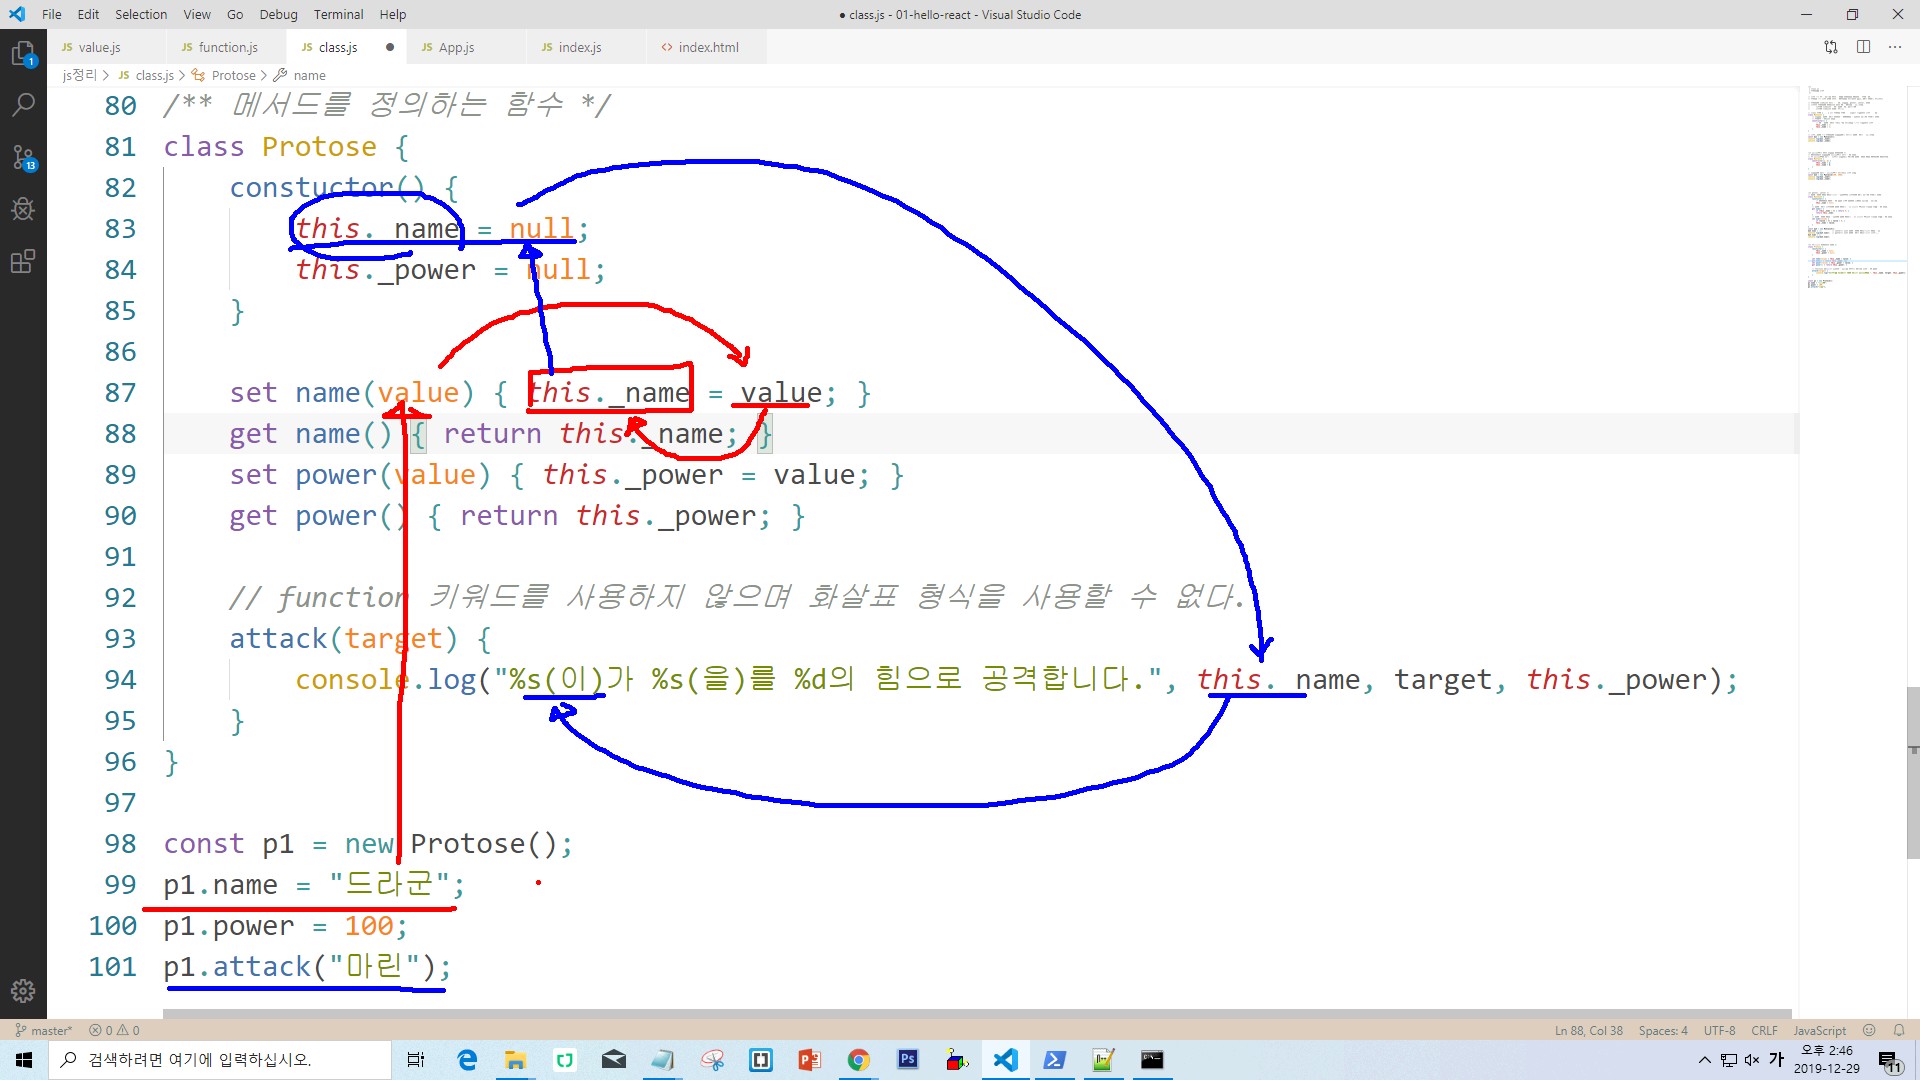 File Edit Selection View Go Debug Terminal Help
● class.js - 01-hello-react - Visual Studio Code
JS value.js
JS function.js
JS class.js ●
JS App.js
JS index.js
<> index.html
js정리 > JS class.js > Protose > name
80 /** 메서드를 정의하는 함수 */
81 class Protose {
82 constuctor() {
83 this._name = null;
84 this._power = null;
85 }
86
87 set name(value) { this._name = value; }
88 get name() { return this._name; }
89 set power(value) { this._power = value; }
90 get power() { return this._power; }
91
92 // function 키워드를 사용하지 않으며 화살표 형식을 사용할 수 없다.
93 attack(target) {
94 console.log("%s(이)가 %s(을)를 %d의 힘으로 공격합니다.", this._name, target, this._power);
95 }
96 }
97
98 const p1 = new Protose();
99 p1.name = "드라군";
100 p1.power = 100;
101 p1.attack("마린");
1
13
master* 0 0 Ln 88, Col 38 Spaces: 4 UTF-8 CRLF JavaScript
검색하려면 여기에 입력하십시오.
가 오후 2:46
2019-12-29
11